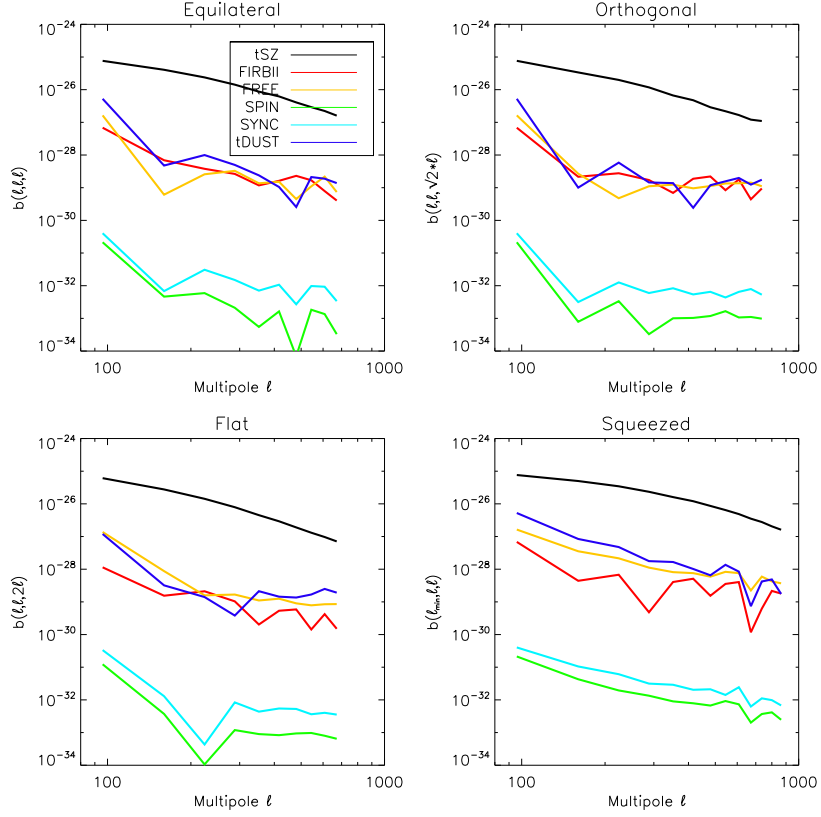 Equilateral
10^-24
10^-26
10^-28
10^-30
10^-32
10^-34
b(ℓ,ℓ,ℓ)
tSZ
FIRBII
FREE
SPIN
SYNC
tDUST
100
1000
Multipole ℓ
Orthogonal
10^-24
10^-26
10^-28
10^-30
10^-32
10^-34
b(ℓ,ℓ,√2*ℓ)
100
1000
Multipole ℓ
Flat
10^-24
10^-26
10^-28
10^-30
10^-32
10^-34
b(ℓ,ℓ,2ℓ)
100
1000
Multipole ℓ
Squeezed
10^-24
10^-26
10^-28
10^-30
10^-32
10^-34
b(ℓmin,ℓ,ℓ)
100
1000
Multipole ℓ